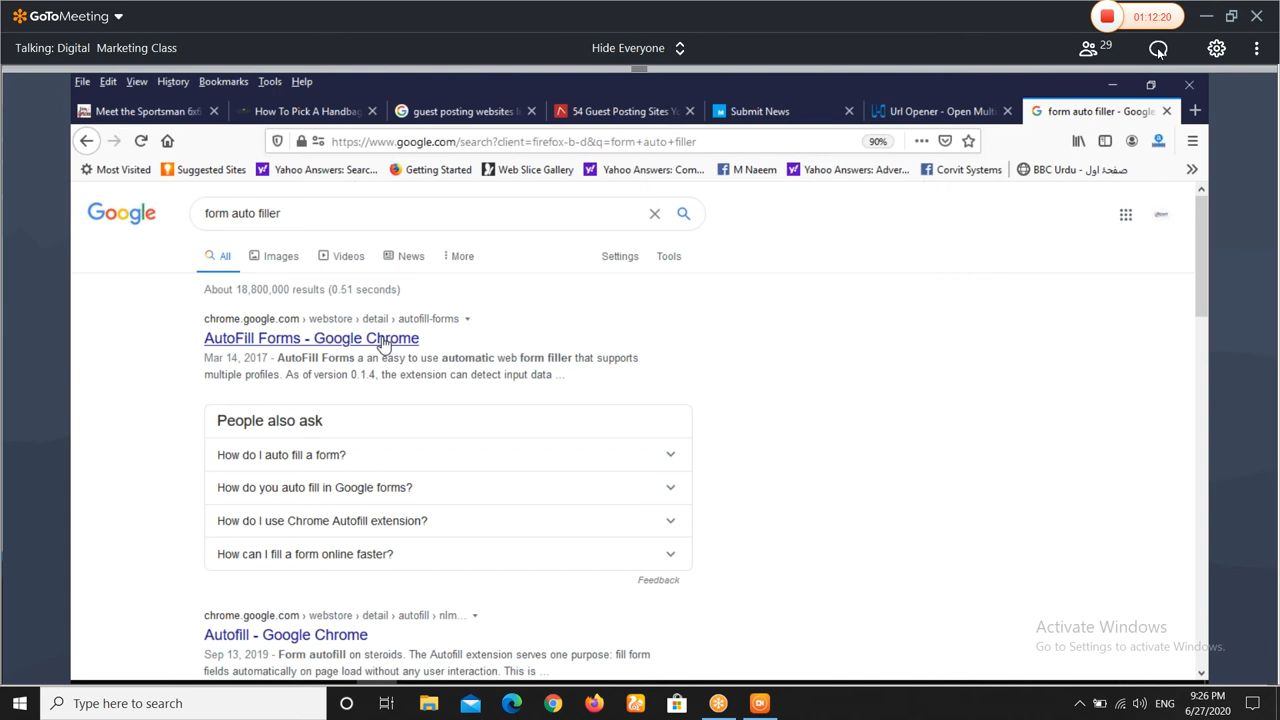 GoToMeeting
01:12:20
Talking: Digital Marketing Class
Hide Everyone
29
File Edit View History Bookmarks Tools Help
Meet the Sportsman 6x6
How To Pick A Handbag
guest posting websites l
54 Guest Posting Sites Y
Submit News
Url Opener - Open Mult
form auto filler - Google
https://www.google.com/search?client=firefox-b-d&q=form+auto+filler
90%
Most Visited
Suggested Sites
Yahoo Answers: Searc...
Getting Started
Web Slice Gallery
Yahoo Answers: Com...
M Naeem
Yahoo Answers: Adver...
Corvit Systems
BBC Urdu - صفحۂ اول
Google
form auto filler
All
Images
Videos
News
More
Settings
Tools
About 18,800,000 results (0.51 seconds)
chrome.google.com › webstore › detail › autofill-forms
AutoFill Forms - Google Chrome
Mar 14, 2017 - AutoFill Forms a an easy to use automatic web form filler that supports
multiple profiles. As of version 0.1.4, the extension can detect input data ...
People also ask
How do I auto fill a form?
How do you auto fill in Google forms?
How do I use Chrome Autofill extension?
How can I fill a form online faster?
Feedback
chrome.google.com › webstore › detail › autofill › nlm...
Autofill - Google Chrome
Sep 13, 2019 - Form autofill on steroids. The Autofill extension serves one purpose: fill form
fields automatically on page load without any user interaction. This is ...
Activate Windows
Go to Settings to activate Windows.
Type here to search
ENG
9:26 PM
6/27/2020